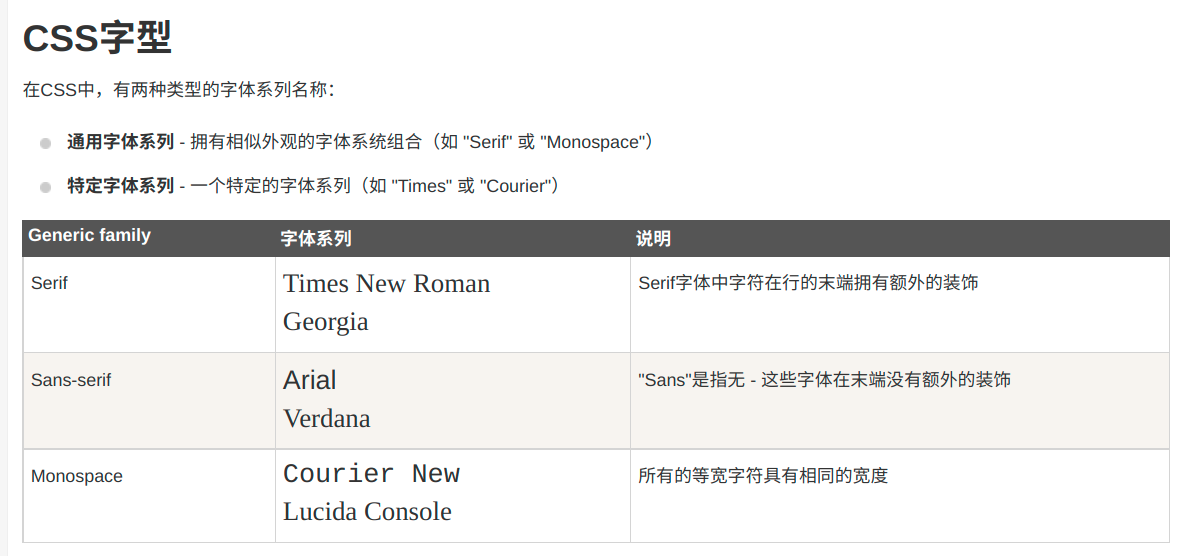 CSS字型
在CSS中，有两种类型的字体系列名称：
通用字体系列 - 拥有相似外观的字体系统组合（如 "Serif" 或 "Monospace"）
特定字体系列 - 一个特定的字体系列（如 "Times" 或 "Courier"）
Generic family 字体系列 说明
Serif Times New Roman Serif字体中字符在行的末端拥有额外的装饰
Georgia
Sans-serif Arial "Sans"是指无 - 这些字体在末端没有额外的装饰
Verdana
Monospace Courier New 所有的等宽字符具有相同的宽度
Lucida Console